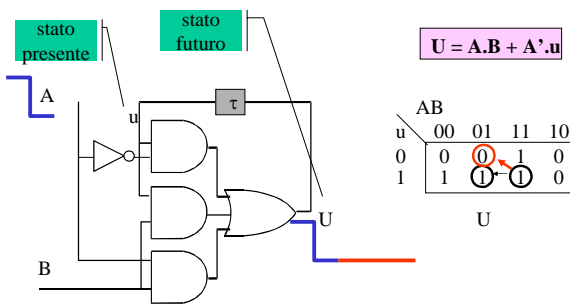 stato
presente
stato
futuro
U = A.B + A’.u
A
u
τ
AB
u 00 01 11 10
0 0 0 1 0
1 1 1 1 0
U
U
B